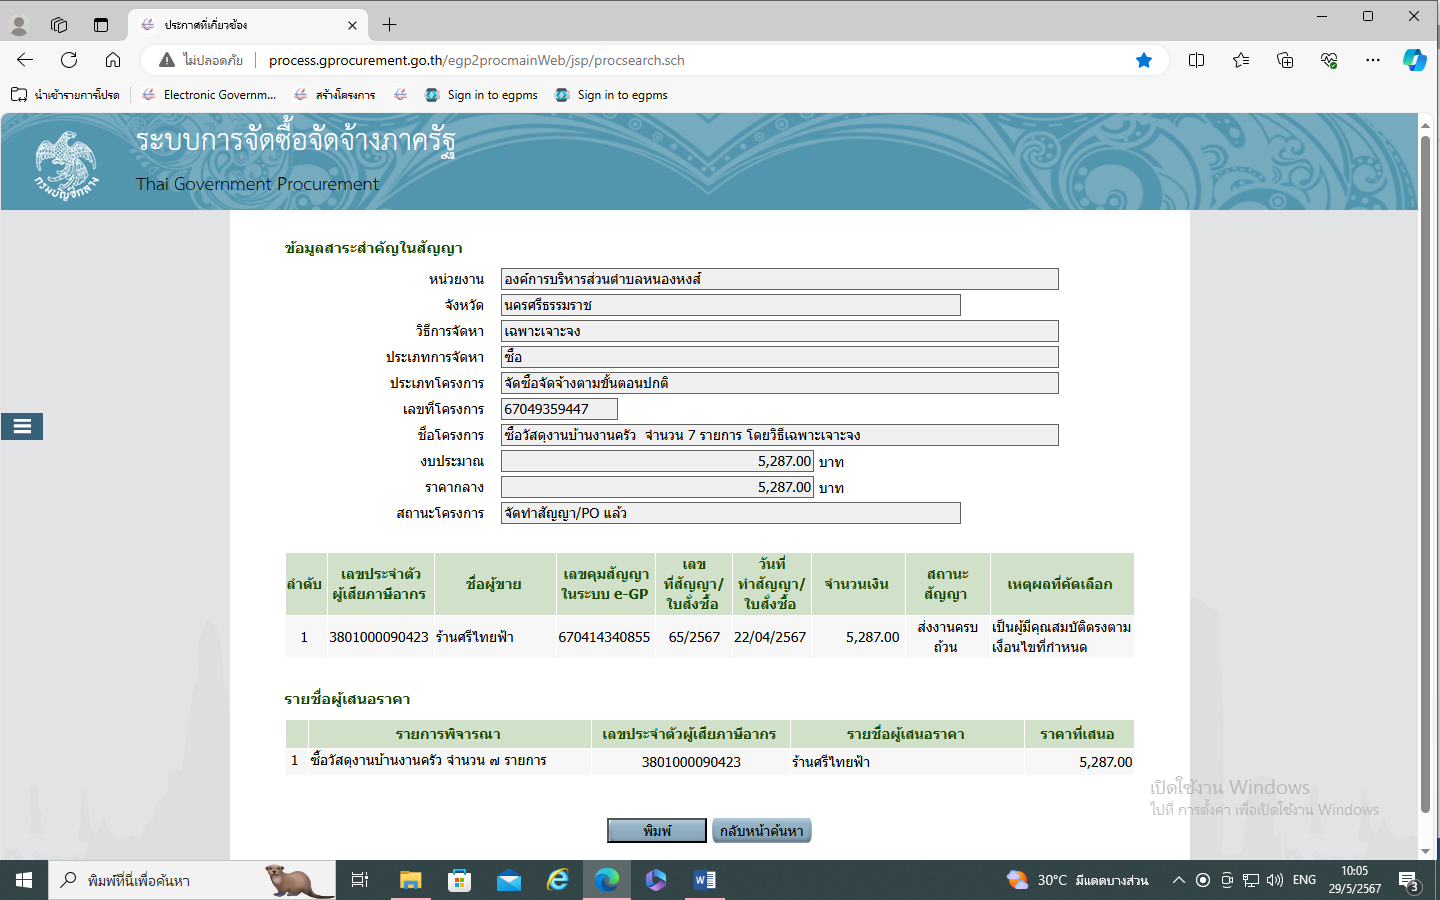 ประกาศที่เกี่ยวข้อง
ไม่ปลอดภัย
process.gprocurement.go.th/egp2procmainWeb/jsp/procsearch.sch
นำเข้ารายการโปรด
Electronic Governm...
สร้างโครงการ
Sign in to egpms
Sign in to egpms
ระบบการจัดซื้อจัดจ้างภาครัฐ
Thai Government Procurement
กรมบัญชีกลาง
ข้อมูลสาระสำคัญในสัญญา
หน่วยงาน องค์การบริหารส่วนตำบลหนองหงส์
จังหวัด นครศรีธรรมราช
วิธีการจัดหา เฉพาะเจาะจง
ประเภทการจัดหา ซื้อ
ประเภทโครงการ จัดซื้อจัดจ้างตามขั้นตอนปกติ
เลขที่โครงการ 67049359447
ชื่อโครงการ ซื้อวัสดุงานบ้านงานครัว จำนวน 7 รายการ โดยวิธีเฉพาะเจาะจง
งบประมาณ 5,287.00 บาท
ราคากลาง 5,287.00 บาท
สถานะโครงการ จัดทำสัญญา/PO แล้ว
ลำดับ เลขประจำตัวผู้เสียภาษีอากร ชื่อผู้ขาย เลขคุมสัญญาในระบบ e-GP เลขที่สัญญา/ใบสั่งซื้อ วันที่ทำสัญญา/ใบสั่งซื้อ จำนวนเงิน สถานะสัญญา เหตุผลที่คัดเลือก
1 3801000090423 ร้านศรีไทยฟ้า 670414340855 65/2567 22/04/2567 5,287.00 ส่งงานครบถ้วน เป็นผู้มีคุณสมบัติตรงตามเงื่อนไขที่กำหนด
รายชื่อผู้เสนอราคา
รายการพิจารณา เลขประจำตัวผู้เสียภาษีอากร รายชื่อผู้เสนอราคา ราคาที่เสนอ
1 ซื้อวัสดุงานบ้านงานครัว จำนวน ๗ รายการ 3801000090423 ร้านศรีไทยฟ้า 5,287.00
เปิดใช้งาน Windows
ไปที่ การตั้งค่า เพื่อเปิดใช้งาน Windows
พิมพ์ กลับหน้าค้นหา
พิมพ์ที่นี่เพื่อค้นหา
30°C มีแดดบางส่วน
ENG
10:05
29/5/2567
3